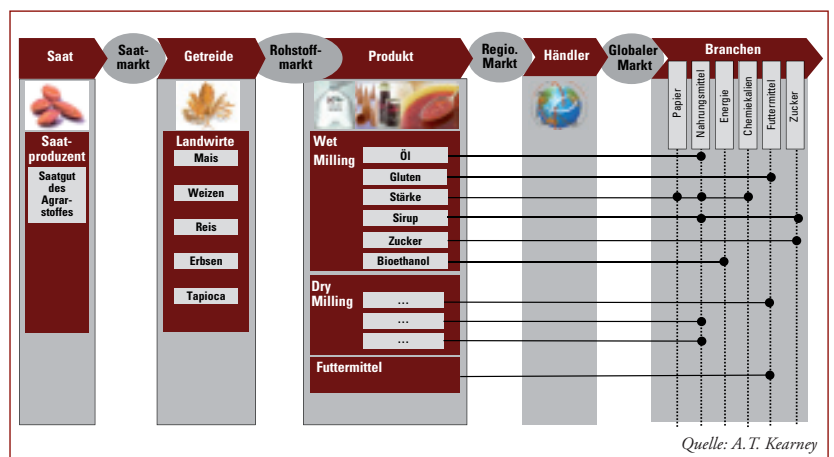 Saat
Saat-
markt
Getreide
Rohstoff-
markt
Produkt
Regio.
Markt
Händler
Globaler
Markt
Branchen
Papier
Nahrungsmittel
Energie
Chemiekalien
Futtermittel
Zucker
Saat-
produzent
Saatgut
des
Agrar-
stoffes
Landwirte
Mais
Weizen
Reis
Erbsen
Tapioca
Wet
Milling
Öl
Gluten
Stärke
Sirup
Zucker
Bioethanol
Dry
Milling
...
...
...
Futtermittel
Quelle: A.T. Kearney